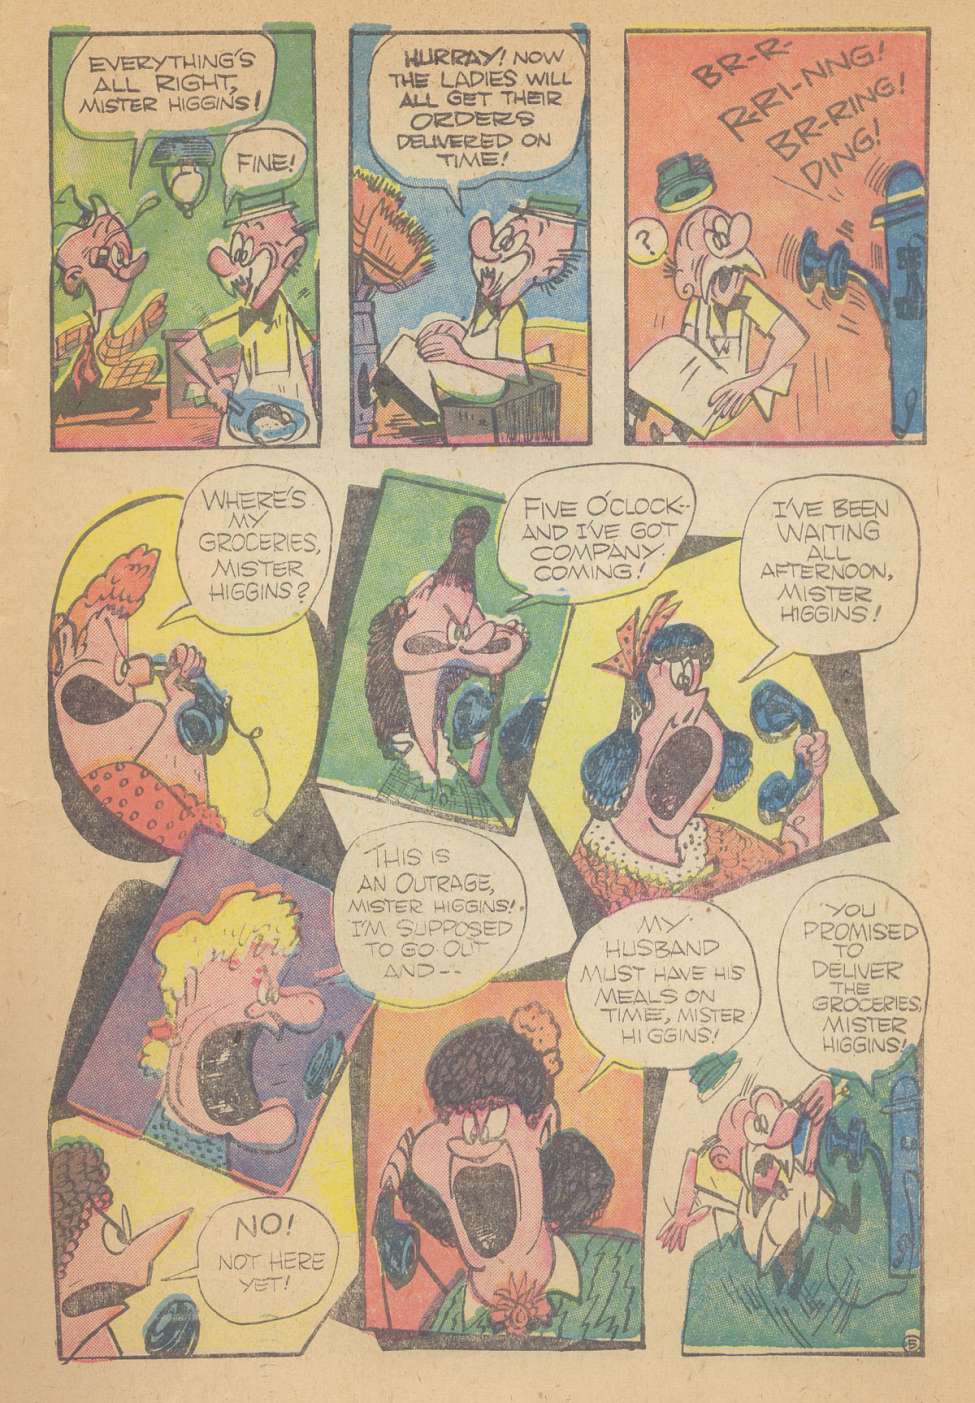 EVERYTHING'S
ALL RIGHT,
MISTER HIGGINS!
FINE!
HURRAY! NOW
THE LADIES WILL
ALL GET THEIR
ORDERS
DELIVERED ON
TIME!
BR-R-
R-RRI-NNG!
BR-RRING!
DING!
?
WHERE'S
MY
GROCERIES,
MISTER
HIGGINS?
FIVE O'CLOCK--
AND I'VE GOT
COMPANY
COMING!
I'VE BEEN
WAITING
ALL
AFTERNOON,
MISTER
HIGGINS!
THIS IS
AN OUTRAGE,
MISTER HIGGINS!
I'M SUPPOSED
TO GO OUT
AND--
MY
HUSBAND
MUST HAVE HIS
MEALS ON
TIME, MISTER
HIGGINS!
YOU
PROMISED
TO
DELIVER
THE
GROCERIES,
MISTER
HIGGINS!
NO!
NOT HERE
YET!
5